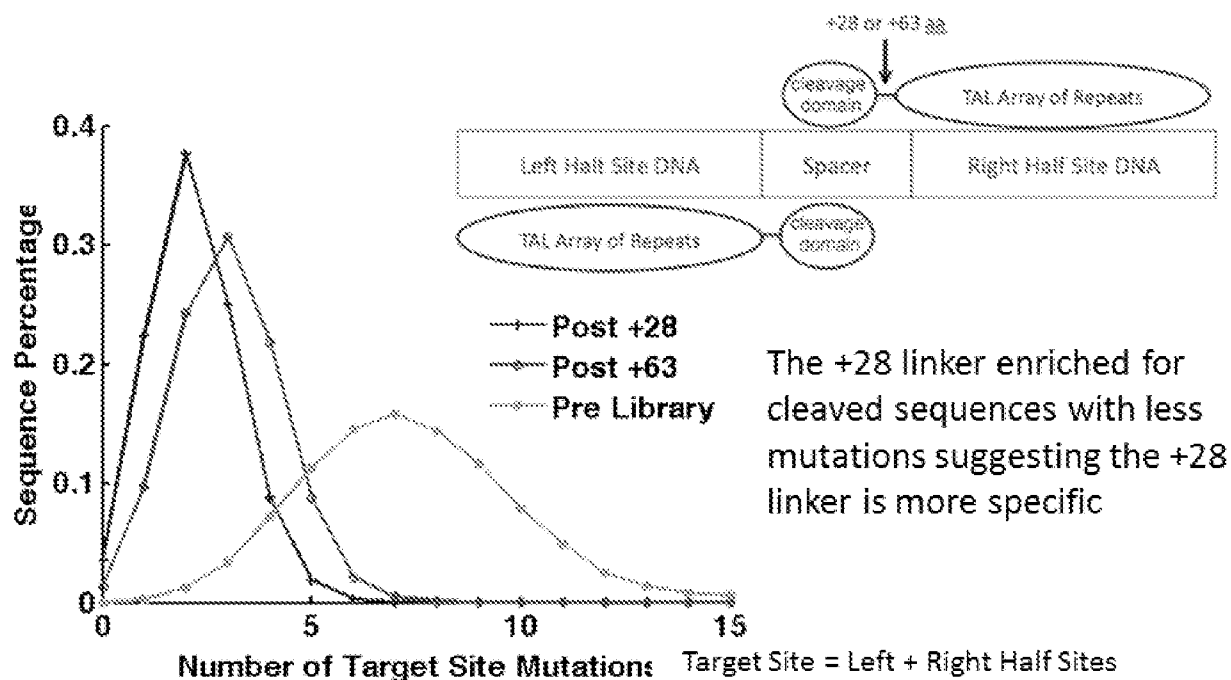 +28 or +63 aa
cleavage
domain
TAL Array of Repeats
Left Half Site DNA
Spacer
Right Half Site DNA
TAL Array of Repeats
cleavage
domain
0.4
0.3
0.2
0.1
0
Sequence Percentage
Post +28
Post +63
Pre Library
The +28 linker enriched for
cleaved sequences with less
mutations suggesting the +28
linker is more specific
0
5
10
15
Number of Target Site Mutations
Target Site = Left + Right Half Sites